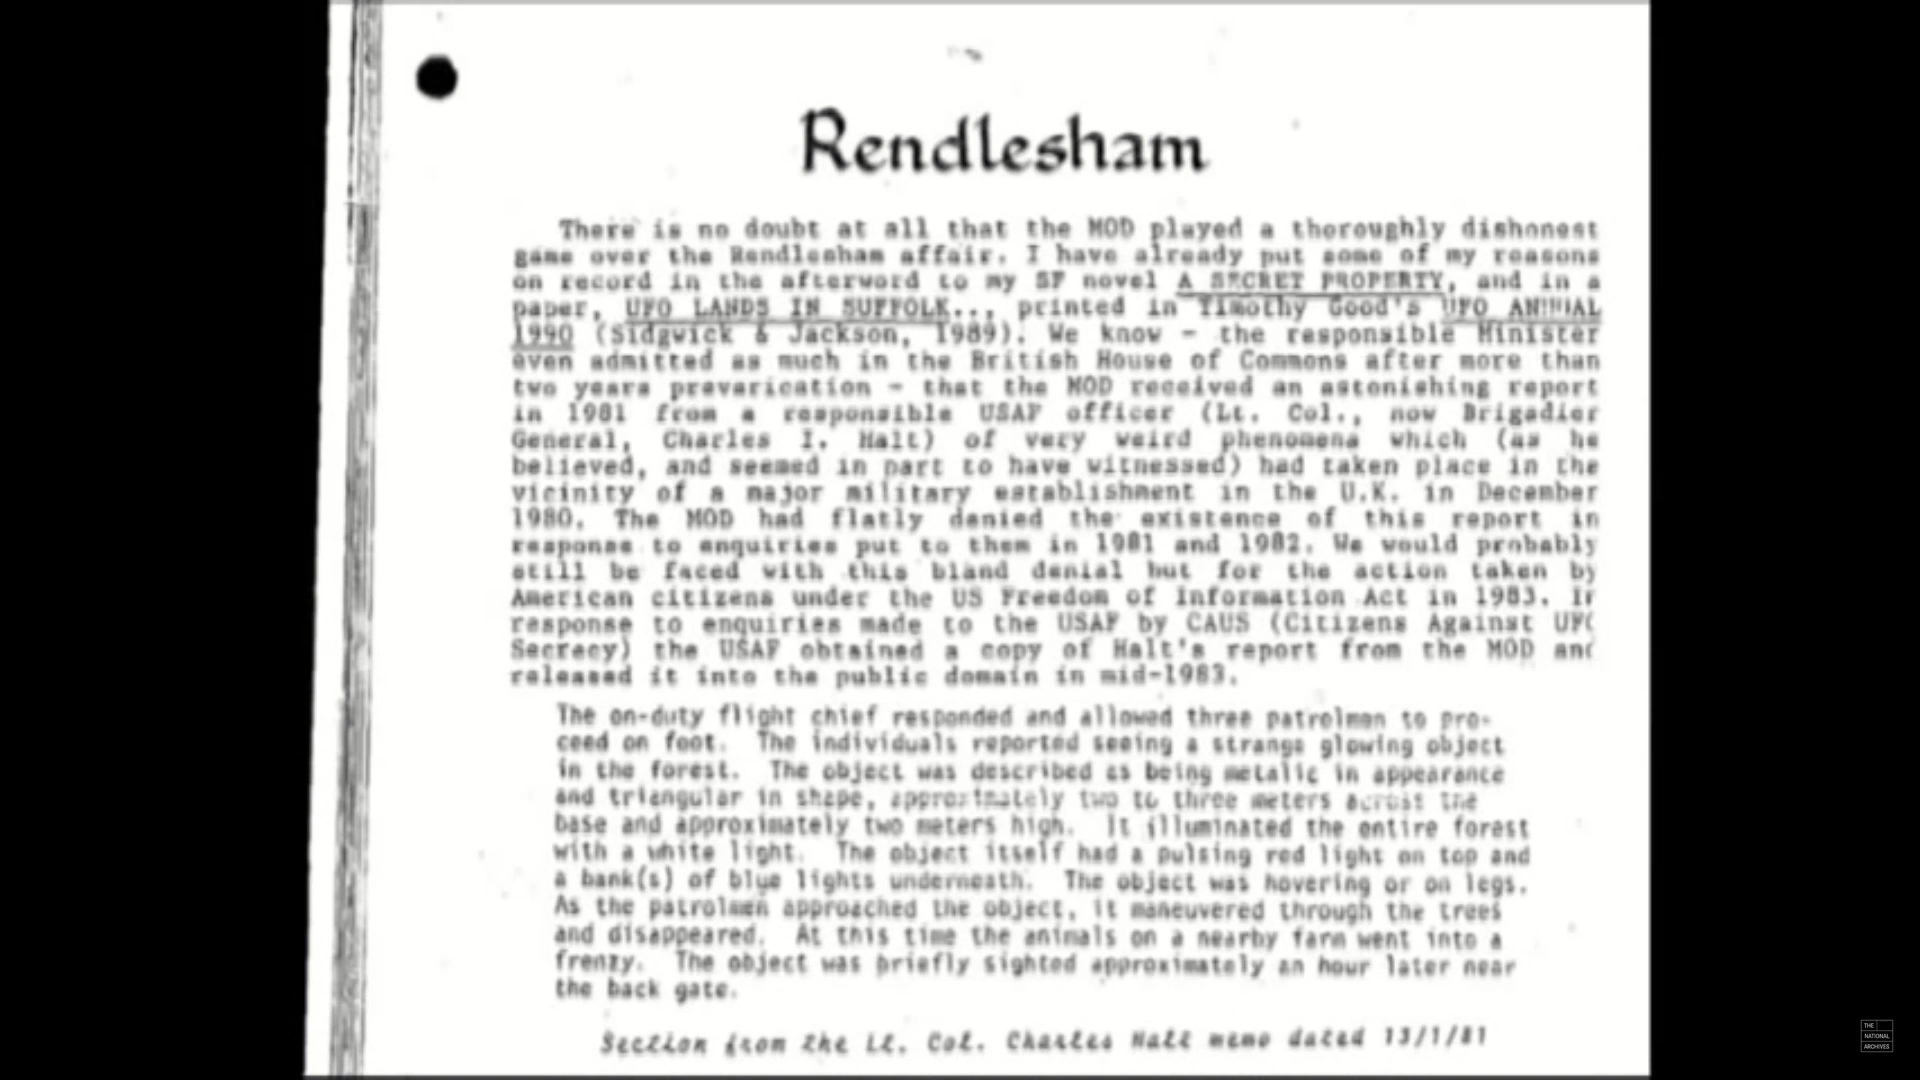 Rendlesham
There is no doubt at all that the MOD played a thoroughly dishonest
game over the Rendlesham affair. I have already put some of my reasons
on record in the afterword to my SF novel A SECRET PROPERTY, and in a
paper, UFO LANDS IN SUFFOLK..., printed in Timothy Good's UFO ANNUAL
1990 (Sidgwick & Jackson, 1989). We know - the responsible Minister
even admitted as much in the British House of Commons after more than
two years prevarication - that the MOD received an astonishing report
in 1981 from a responsible USAF officer (Lt. Col., now Brigadier
General, Charles I. Halt) of very weird phenomena which (as he
believed, and seemed in part to have witnessed) had taken place in the
vicinity of a major military establishment in the U.K. in December
1980. The MOD had flatly denied the existence of this report in
response to enquiries put to them in 1981 and 1982. We would probably
still be faced with this bland denial but for the action taken by
American citizens under the US Freedom of Information Act in 1983. In
response to enquiries made to the USAF by CAUS (Citizens Against UFO
Secrecy) the USAF obtained a copy of Halt's report from the MOD and
released it into the public domain in mid-1983.
The on-duty flight chief responded and allowed three patrolmen to pro-
ceed on foot. The individuals reported seeing a strange glowing object
in the forest. The object was described as being metalic in appearance
and triangular in shape, approximately two to three meters across the
base and approximately two meters high. It illuminated the entire forest
with a white light. The object itself had a pulsing red light on top and
a bank(s) of blue lights underneath. The object was hovering or on legs.
As the patrolmen approached the object, it maneuvered through the trees
and disappeared. At this time the animals on a nearby farm went into a
frenzy. The object was briefly sighted approximately an hour later near
the back gate.
Section from the Lt. Col. Charles Halt memo dated 13/1/81
THE
NATIONAL
ARCHIVES